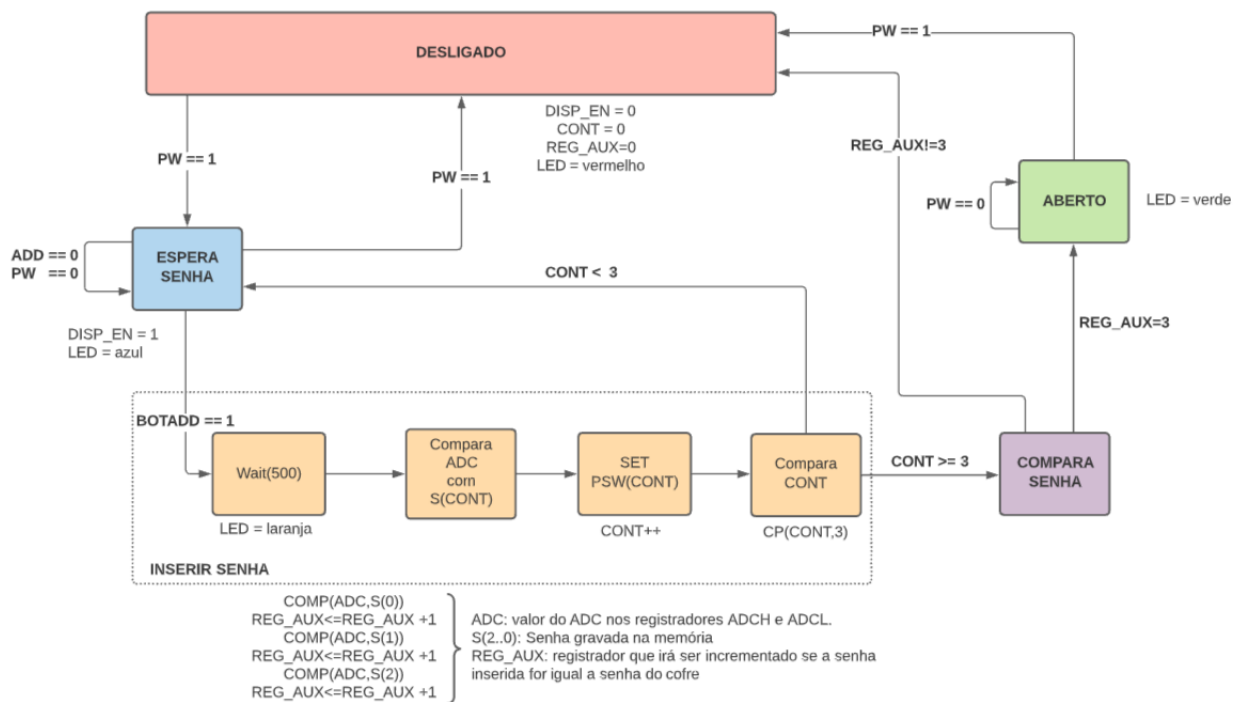 DESLIGADO
PW == 1
DISP_EN = 0
CONT = 0
REG_AUX=0
LED = vermelho
PW == 1
PW == 1
REG_AUX!=3
PW == 0
ABERTO
LED = verde
ADD == 0
PW == 0
ESPERA
SENHA
CONT < 3
DISP_EN = 1
LED = azul
REG_AUX=3
BOTADD == 1
Wait(500)
LED = laranja
Compara
ADC
com
S(CONT)
SET
PSW(CONT)
CONT++
Compara
CONT
CP(CONT,3)
CONT >= 3
COMPARA
SENHA
INSERIR SENHA
COMP(ADC,S(0))
REG_AUX<=REG_AUX +1
COMP(ADC,S(1))
REG_AUX<=REG_AUX +1
COMP(ADC,S(2))
REG_AUX<=REG_AUX +1
ADC: valor do ADC nos registradores ADCH e ADCL.
S(2..0): Senha gravada na memória
REG_AUX: registrador que irá ser incrementado se a senha
inserida for igual a senha do cofre